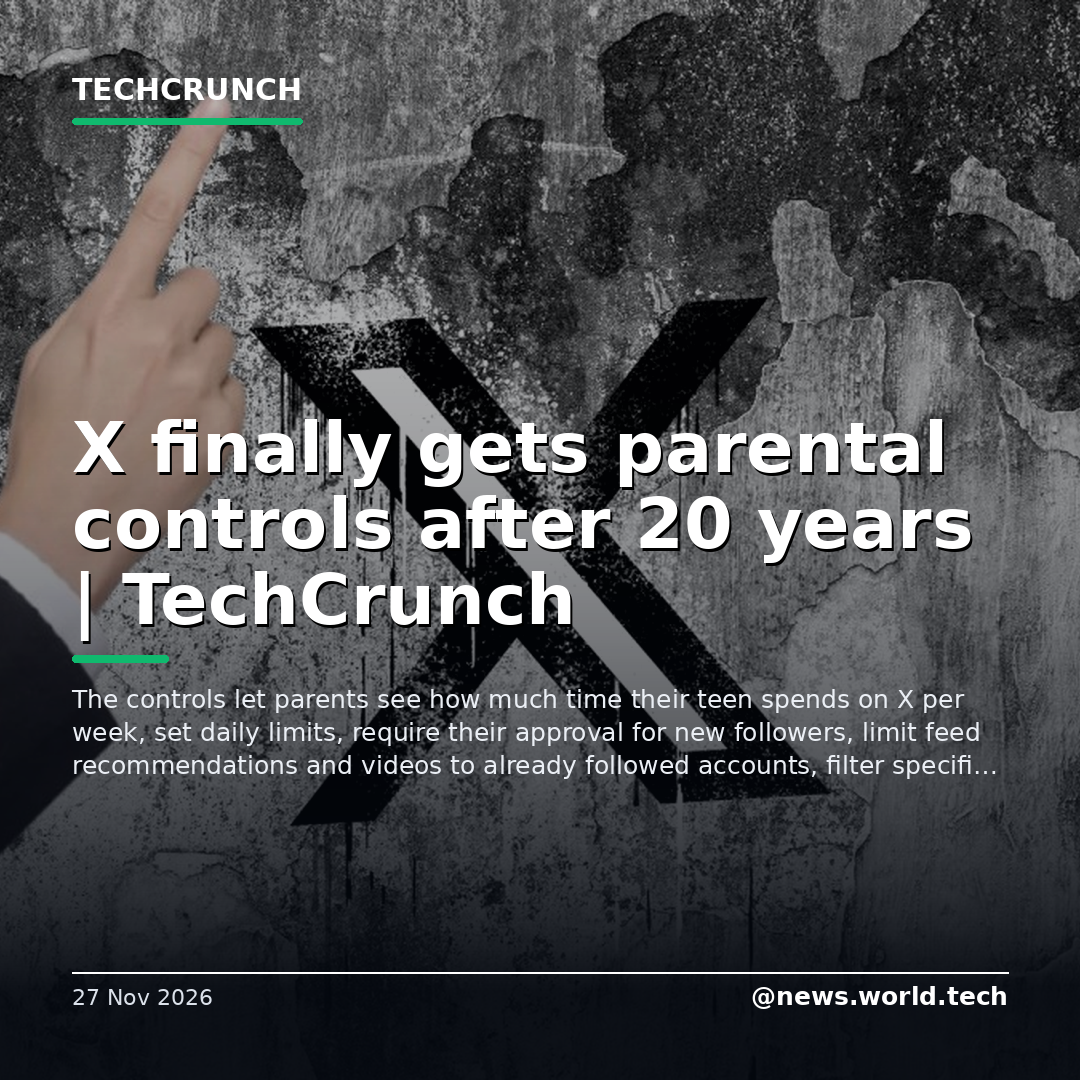 TECHCRUNCH
X finally gets parental
controls after 20 years
| TechCrunch
The controls let parents see how much time their teen spends on X per
week, set daily limits, require their approval for new followers, limit feed
recommendations and videos to already followed accounts, filter specifi…
27 Nov 2026
@news.world.tech